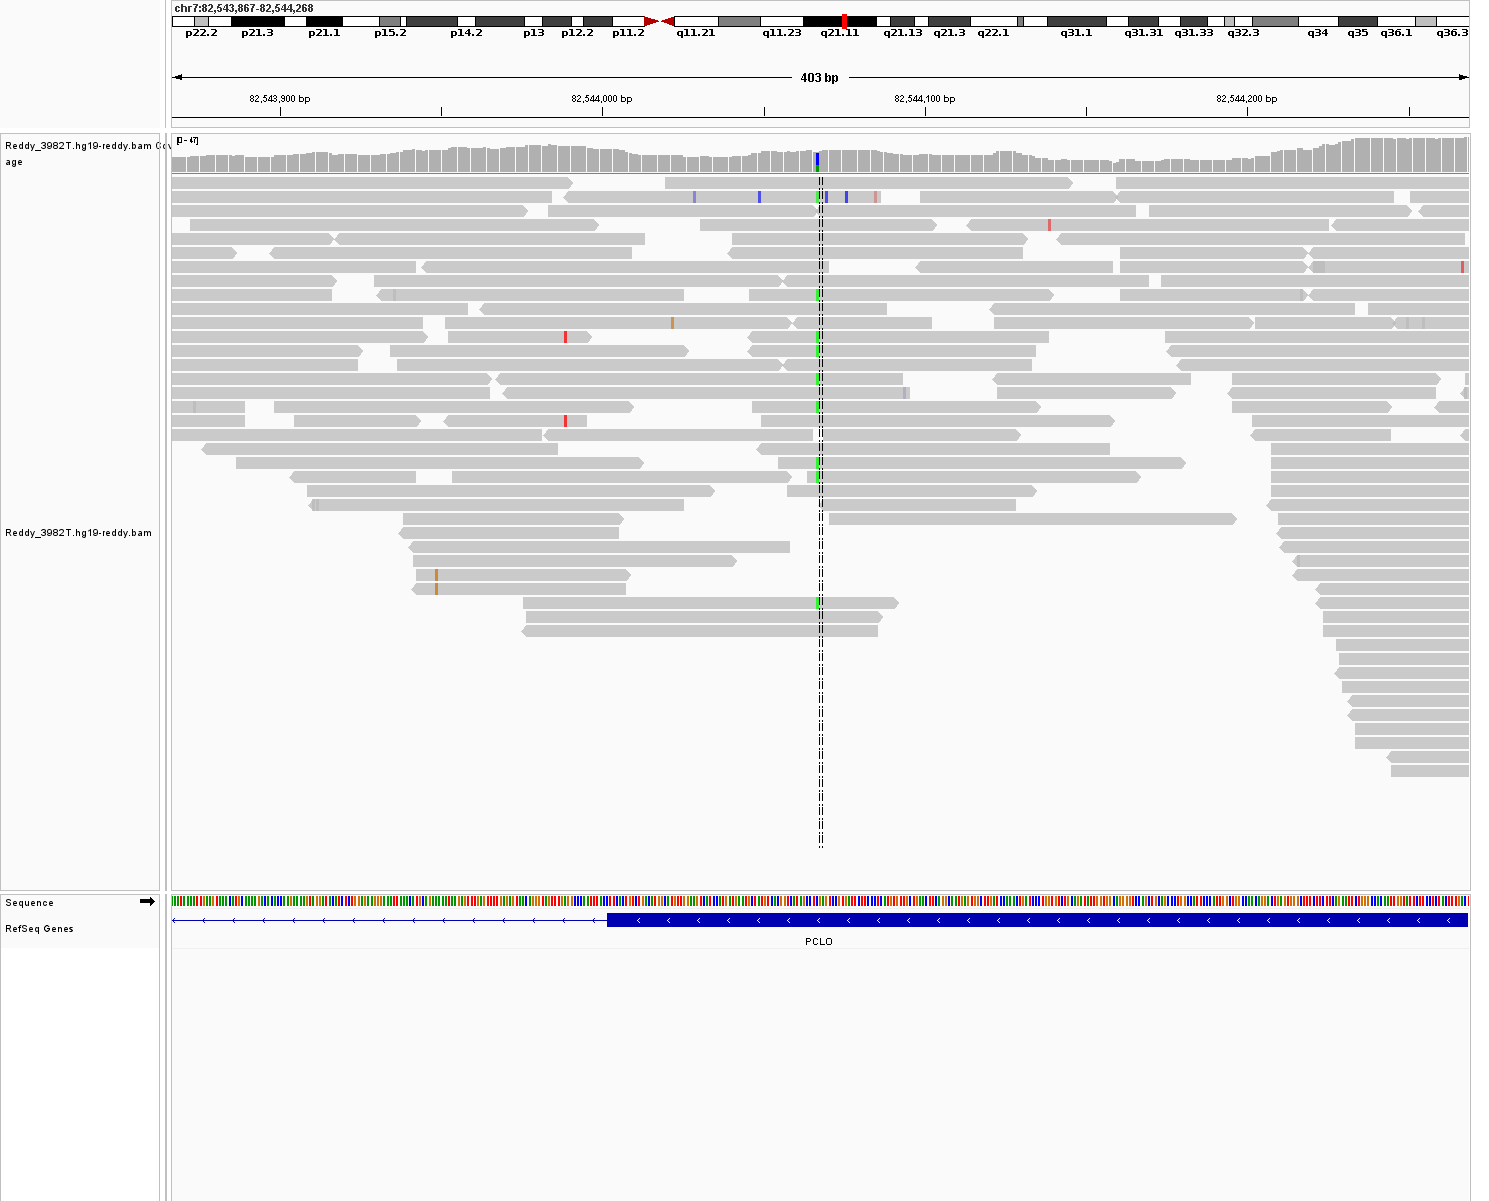 chr7:82,543,867-82,544,268
p22.2 p21.3 p21.1 p15.2 p14.2 p13 p12.2 p11.2 q11.21 q11.23 q21.11 q21.13 q21.3 q22.1 q31.1 q31.31 q31.33 q32.3 q34 q35 q36.1 q36.3
403 bp
82,543,900 bp 82,544,000 bp 82,544,100 bp 82,544,200 bp
[0 - 47]
Reddy_3982T.hg19-reddy.bam Cov
age
Reddy_3982T.hg19-reddy.bam
Sequence
RefSeq Genes
PCLO